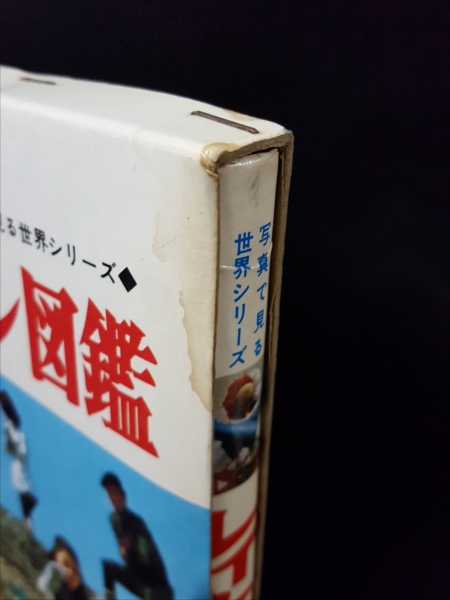 る世界シリーズ◆
図鑑
写真で見る
世界シリーズ
レイ